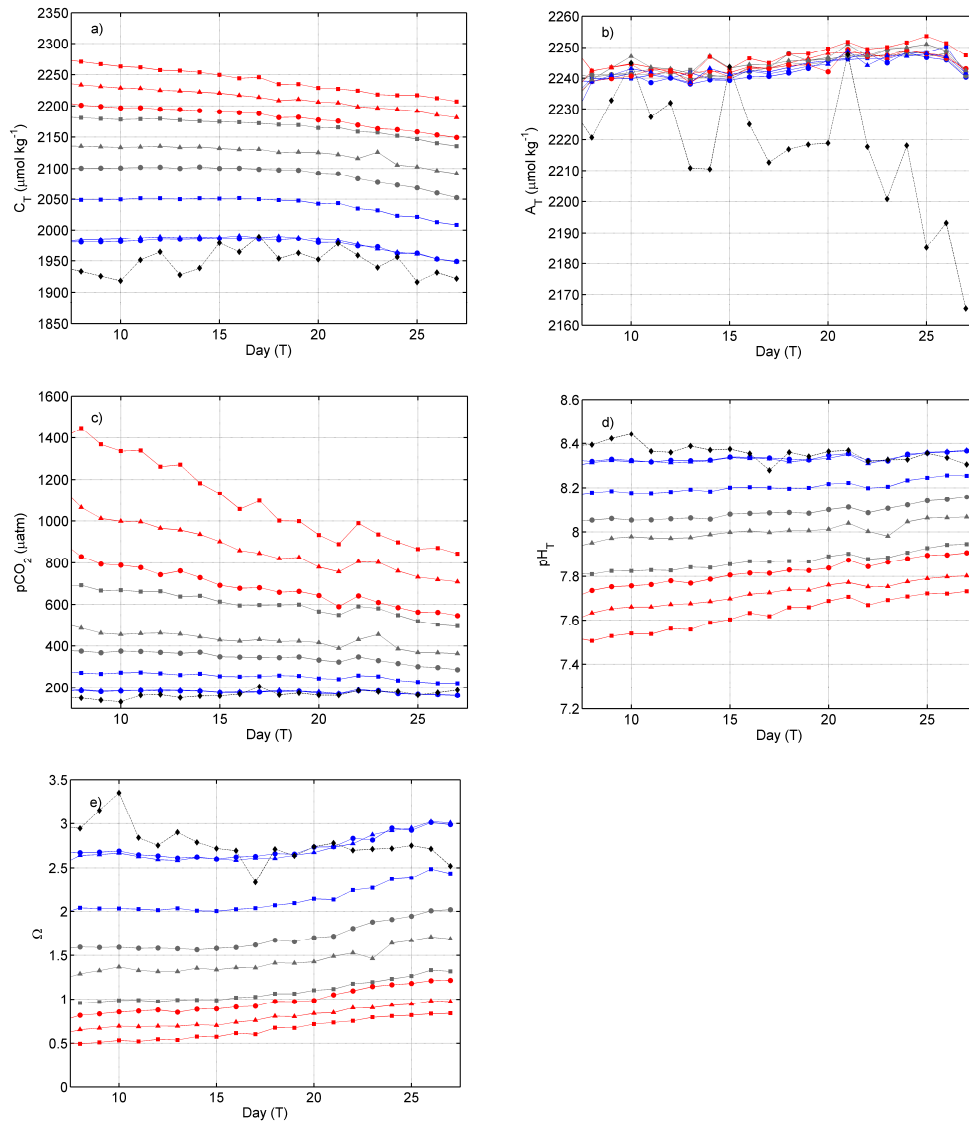 a)
2350
2300
2250
2200
2150
2100
2050
2000
1950
1900
1850
C_T (μmol kg⁻¹)
10 15 20 25
Day (T)
b)
2260
2250
2240
2230
2220
2210
2200
2190
2180
2170
2160
A_T (μmol kg⁻¹)
10 15 20 25
Day (T)
c)
1600
1400
1200
1000
800
600
400
200
pCO₂ (μatm)
10 15 20 25
Day (T)
d)
8.6
8.4
8.2
8
7.8
7.6
7.4
7.2
pH_T
10 15 20 25
Day (T)
e)
3.5
3
2.5
2
1.5
1
0.5
0
Ω
10 15 20 25
Day (T)